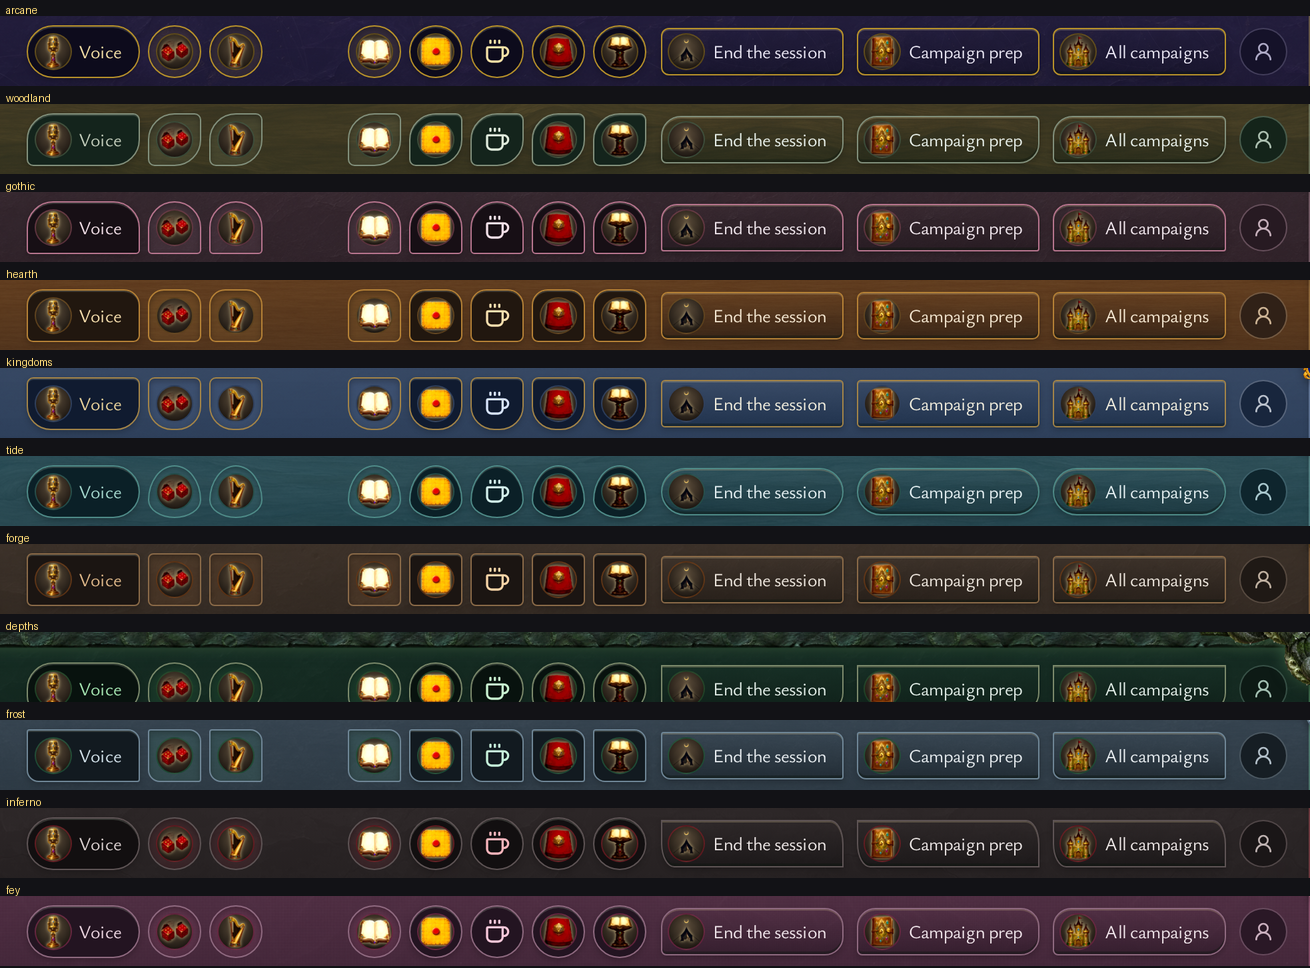 arcane
Voice End the session Campaign prep All campaigns
woodland
Voice End the session Campaign prep All campaigns
gothic
Voice End the session Campaign prep All campaigns
hearth
Voice End the session Campaign prep All campaigns
kingdoms
Voice End the session Campaign prep All campaigns
tide
Voice End the session Campaign prep All campaigns
forge
Voice End the session Campaign prep All campaigns
depths
Voice End the session Campaign prep All campaigns
frost
Voice End the session Campaign prep All campaigns
inferno
Voice End the session Campaign prep All campaigns
fey
Voice End the session Campaign prep All campaigns